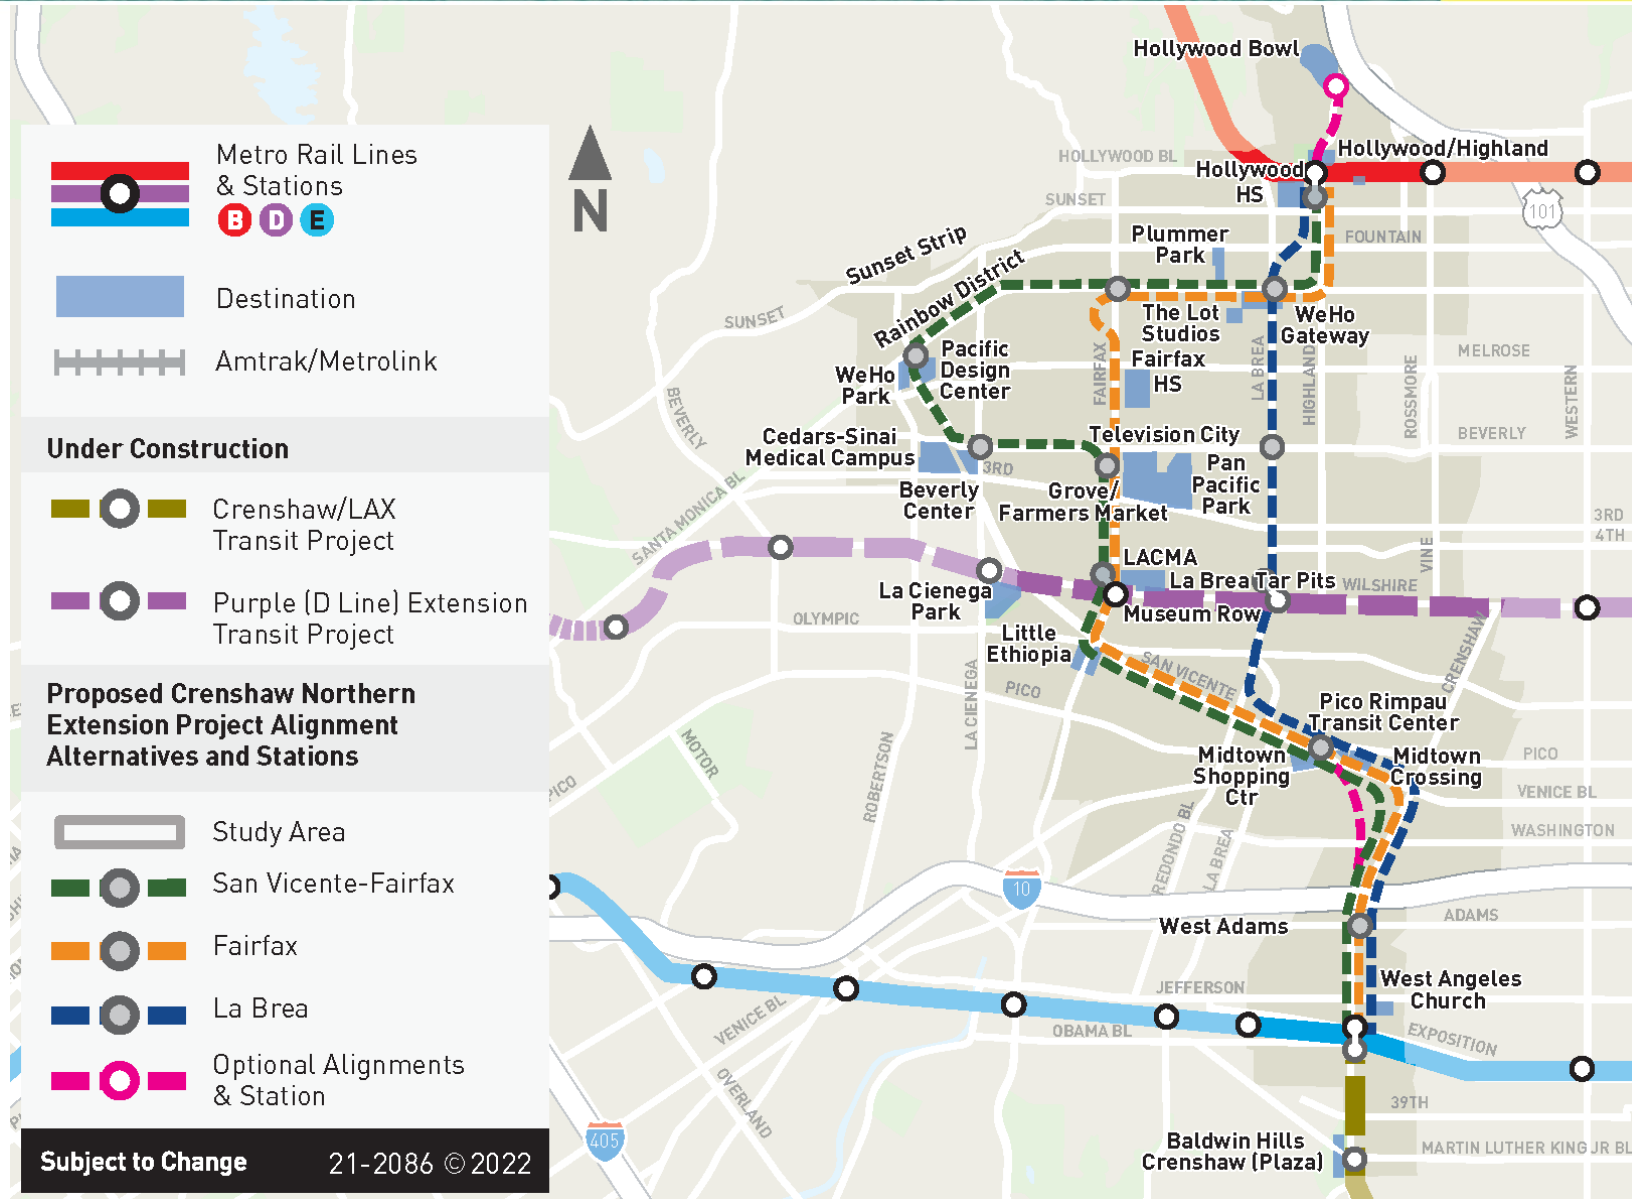 Metro Rail Lines
& Stations
B D E
Destination
Amtrak/Metrolink
Under Construction
Crenshaw/LAX
Transit Project
Purple (D Line) Extension
Transit Project
Proposed Crenshaw Northern
Extension Project Alignment
Alternatives and Stations
Study Area
San Vicente-Fairfax
Fairfax
La Brea
Optional Alignments
& Station
Subject to Change
21-2086 © 2022
N
Hollywood Bowl
HOLLYWOOD BL
Hollywood/Highland
Hollywood
HS
SUNSET
101
FOUNTAIN
Plummer
Park
Sunset Strip
Rainbow District
SUNSET
The Lot
Studios
WeHo
Gateway
Pacific
Design
Center
WeHo
Park
FAIRFAX
Fairfax
HS
LA BREA
HIGHLAND
ROSSMORE
MELROSE
WESTERN
BEVERLY
Cedars-Sinai
Medical Campus
3RD
Television City
BEVERLY
Beverly
Center
Grove/
Farmers Market
Pan
Pacific
Park
SANTA MONICA BL
3RD
4TH
VINE
LACMA
La Brea Tar Pits
WILSHIRE
La Cienega
Park
Museum Row
OLYMPIC
Little
Ethiopia
SAN VICENTE
CRENSHAW
LA CIENEGA
PICO
Pico Rimpau
Transit Center
Midtown
Shopping
Ctr
Midtown
Crossing
PICO
VENICE BL
WASHINGTON
MOTOR
PICO
ROBERTSON
REDONDO BL
LA BREA
10
West Adams
ADAMS
West Angeles
Church
JEFFERSON
VENICE BL
OBAMA BL
EXPOSITION
OVERLAND
405
39TH
Baldwin Hills
Crenshaw (Plaza)
MARTIN LUTHER KING JR BL